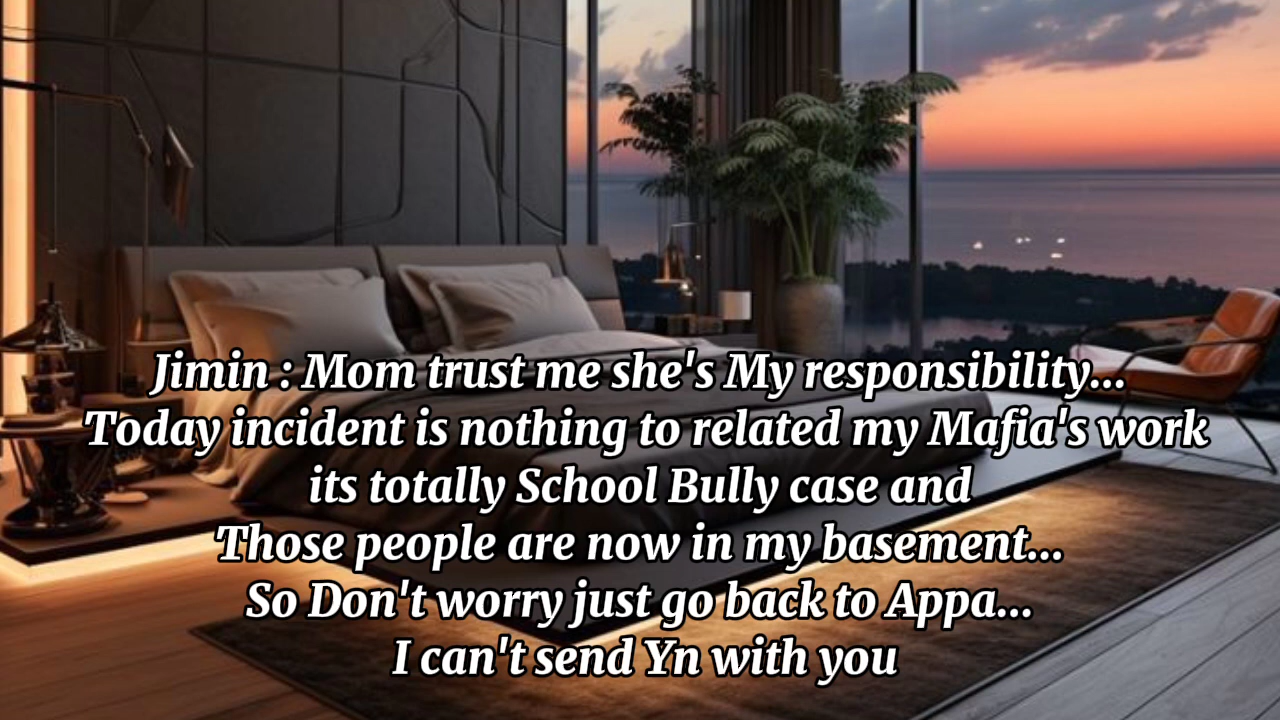 Jimin : Mom trust me she's My responsibility...
Today incident is nothing to related my Mafia's work
its totally School Bully case and
Those people are now in my basement...
So Don't worry just go back to Appa...
I can't send Yn with you